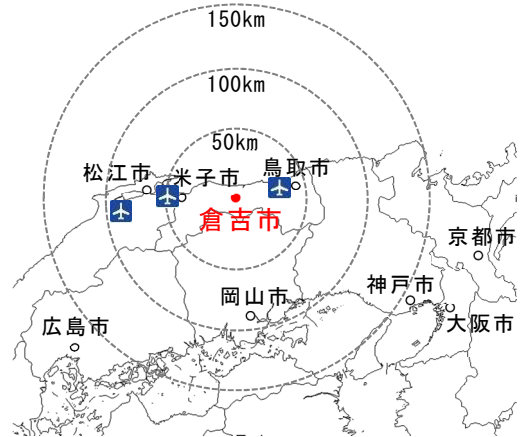 150km
100km
50km
鳥取市
松江市
米子市
倉吉市
京都市
神戸市
岡山市
大阪市
広島市